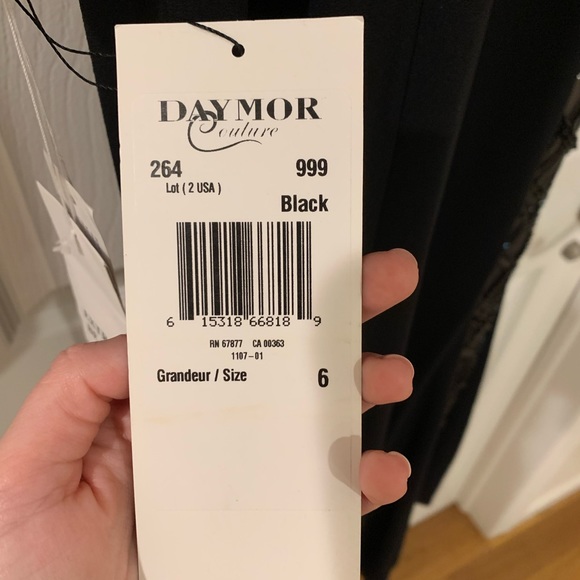 DAYMOR
Couture
264 999
Lot ( 2 USA )
Black
6 15318 66818 9
RN 67877 CA 00363
1107-01
Grandeur / Size 6